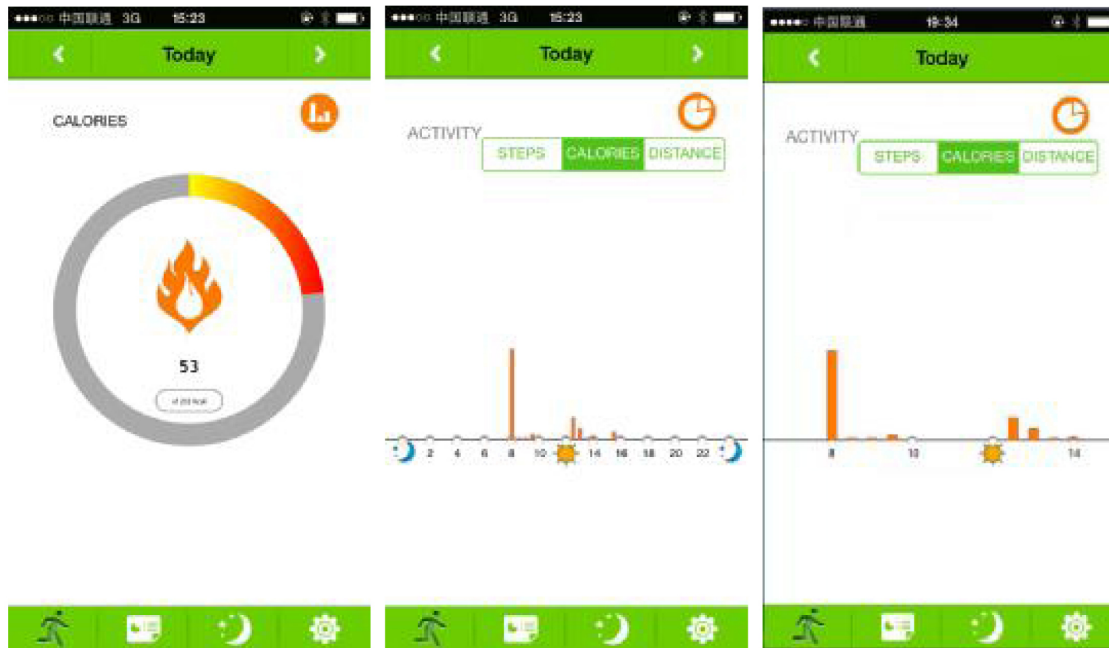 中国联通 3G 15:23
Today
CALORIES
53
中国联通 3G 15:23
Today
ACTIVITY
STEPS CALORIES DISTANCE
2 4 6 8 10 14 16 18 20 22
中国联通 19:34
Today
ACTIVITY
STEPS CALORIES DISTANCE
8 10 14